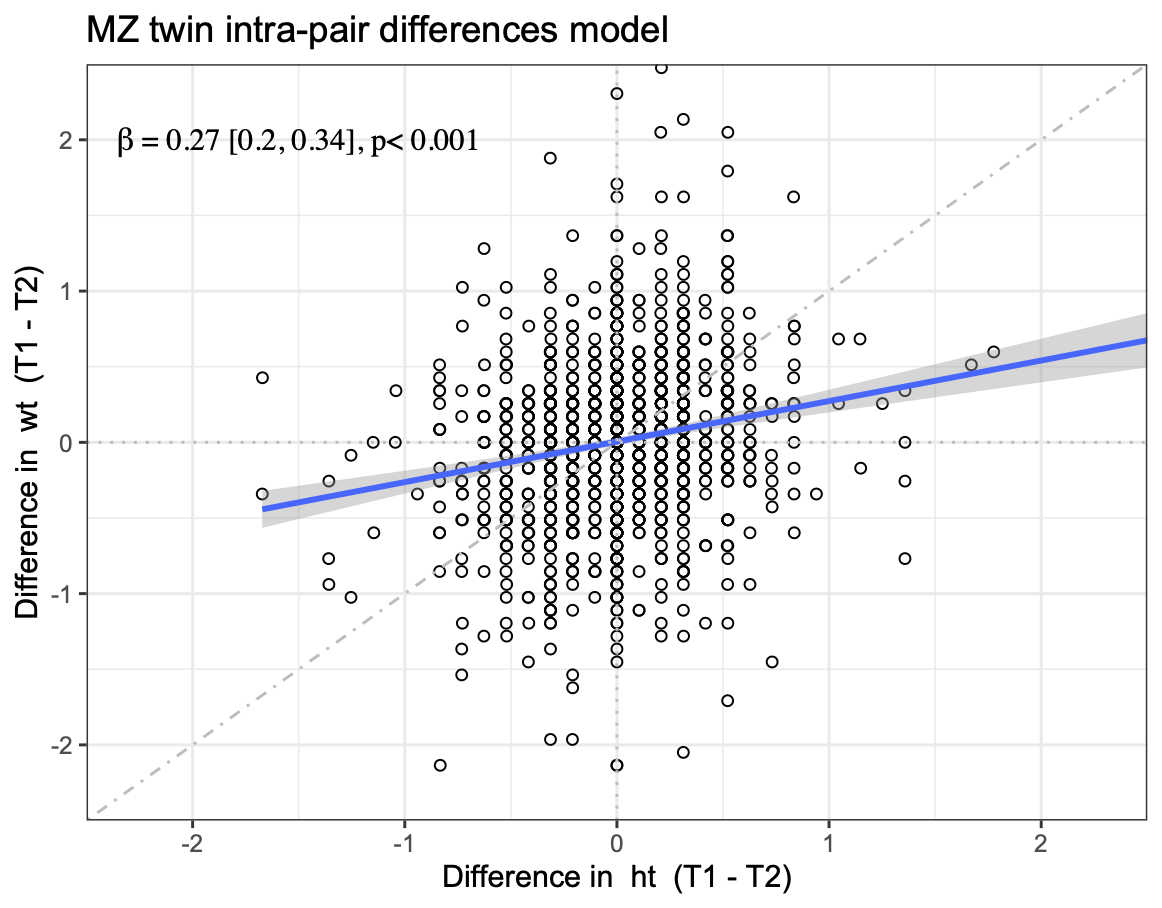 MZ twin intra-pair differences model
β = 0.27 [0.2, 0.34], p< 0.001
Difference in wt (T1 - T2)
2
1
0
-1
-2
-2 -1 0 1 2
Difference in ht (T1 - T2)